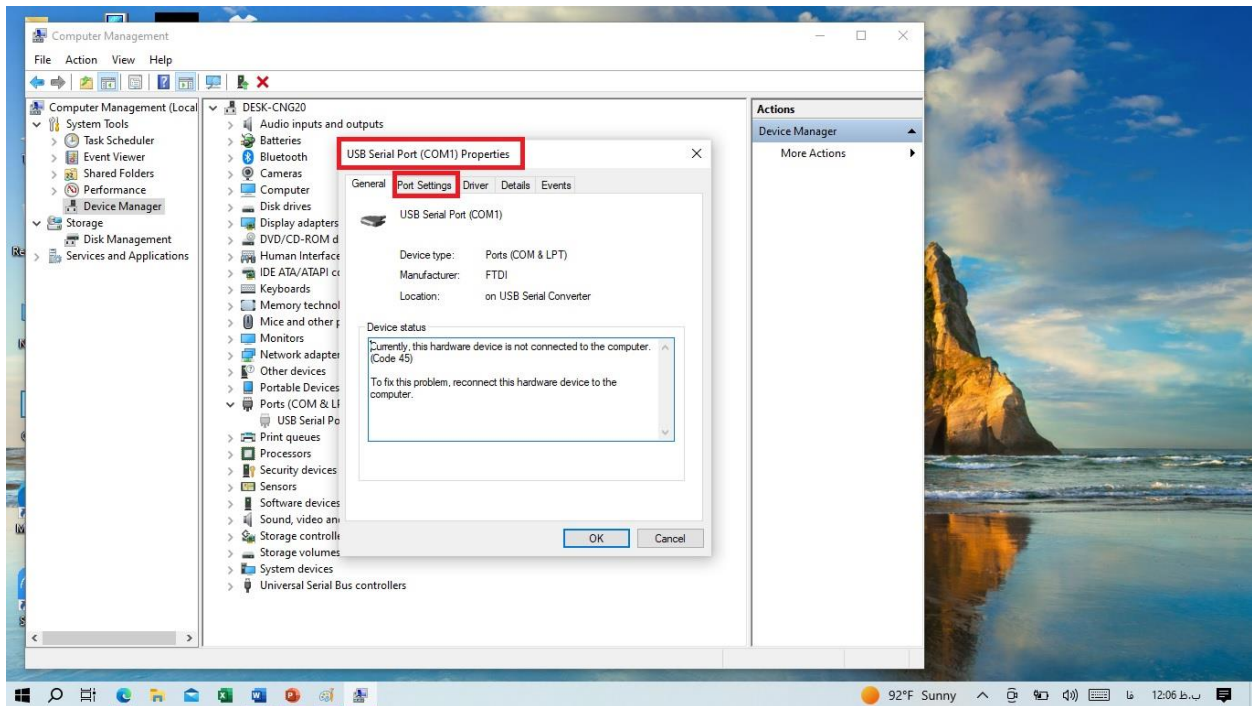 Computer Management
File Action View Help
Computer Management (Local
System Tools
Task Scheduler
Event Viewer
Shared Folders
Performance
Device Manager
Storage
Disk Management
Services and Applications
DESK-CNG20
Audio inputs and outputs
Batteries
Bluetooth
Cameras
Computer
Disk drives
Display adapters
DVD/CD-ROM d
Human Interface
IDE ATA/ATAPI co
Keyboards
Memory technol
Mice and other p
Monitors
Network adapter
Other devices
Portable Devices
Ports (COM & LP
USB Serial Po
Print queues
Processors
Security devices
Sensors
Software devices
Sound, video and
Storage controlle
Storage volumes
System devices
Universal Serial Bus controllers
USB Serial Port (COM1) Properties
General Port Settings Driver Details Events
USB Serial Port (COM1)
Device type: Ports (COM & LPT)
Manufacturer: FTDI
Location: on USB Serial Converter
Device status
Currently, this hardware device is not connected to the computer.
(Code 45)
To fix this problem, reconnect this hardware device to the
computer.
OK Cancel
Actions
Device Manager
More Actions
92°F Sunny فا 12:06 ب.ظ